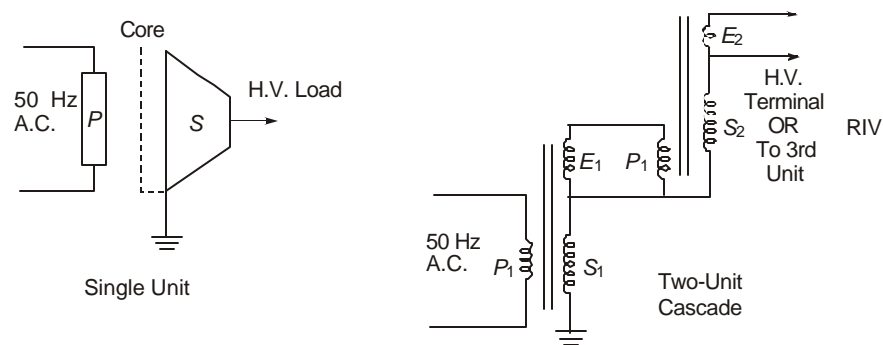 Core
50 Hz
A.C.
P
S
H.V. Load
Single Unit
E2
H.V.
Terminal
OR
To 3rd
Unit
RIV
S2
E1
P1
50 Hz
A.C.
P1
S1
Two-Unit
Cascade